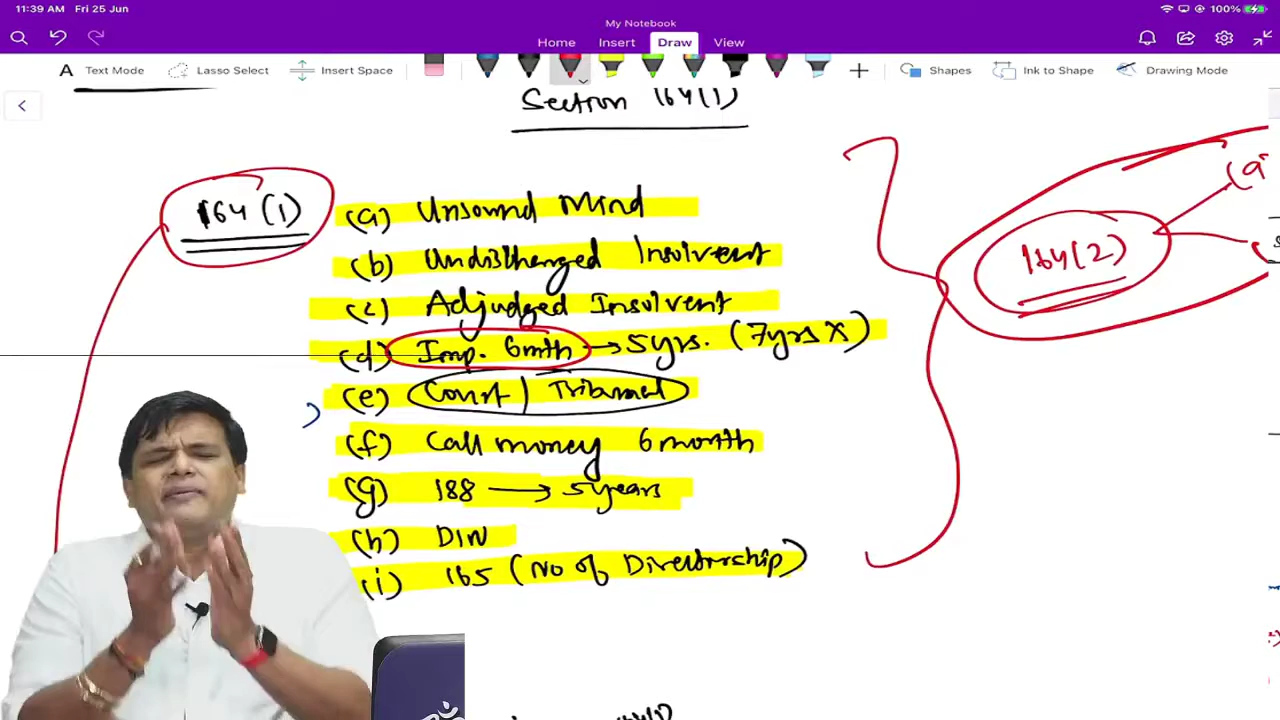 11:39 AM Fri 25 Jun
100%
My Notebook
Home Insert Draw View
A Text Mode Lasso Select Insert Space Shapes Ink to Shape Drawing Mode
Section 164(1)
164 (1)
(a) Unsound Mind
(b) Undischarged Insolvent
(c) Adjudged Insolvent
(d) Imp. 6mth → 5yrs. (7yrs X)
(e) Court | Tribunal
(f) Call money 6 month
(g) 188 → 5 years
(h) DIN
(i) 165 (No of Directorship)
164(2)
(a